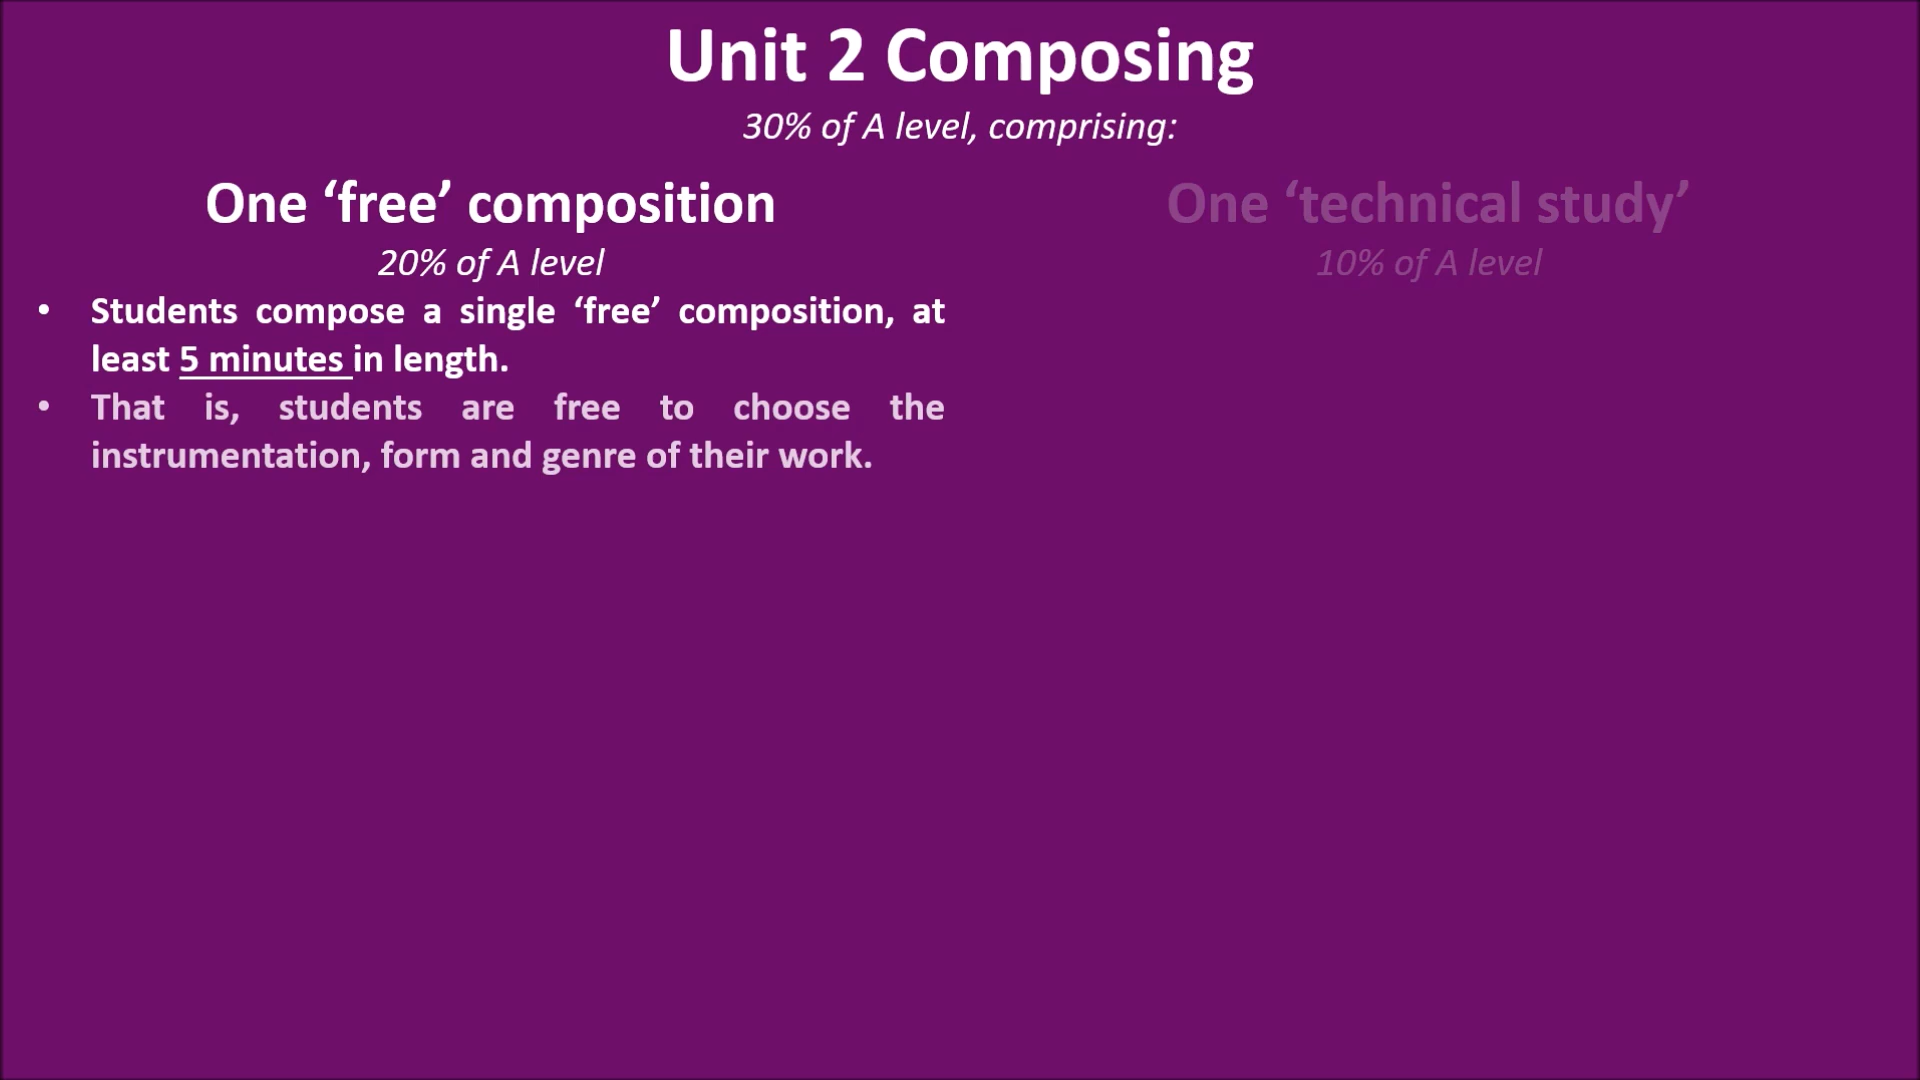 Unit 2 Composing
30% of A level, comprising:
One ‘free’ composition
20% of A level
• Students compose a single ‘free’ composition, at
least 5 minutes in length.
• That is, students are free to choose the
instrumentation, form and genre of their work.
One ‘technical study’
10% of A level